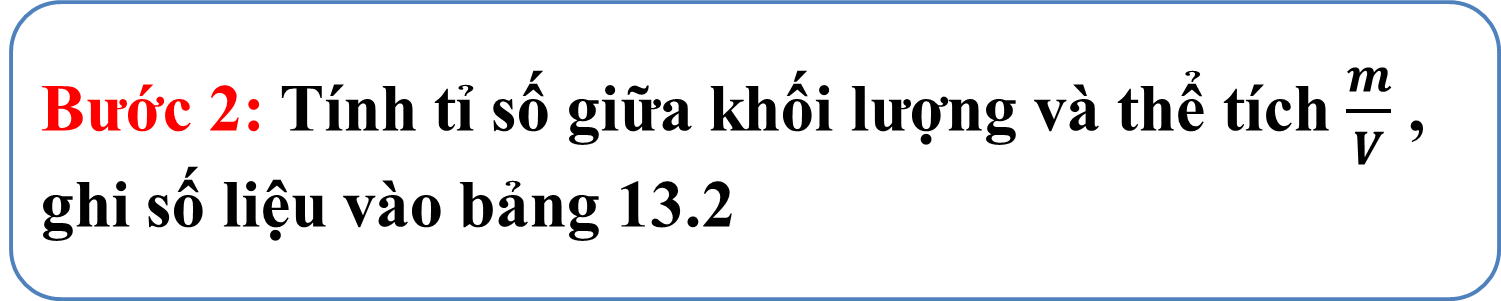 Bước 2: Tính tỉ số giữa khối lượng và thể tích m/V ,
ghi số liệu vào bảng 13.2